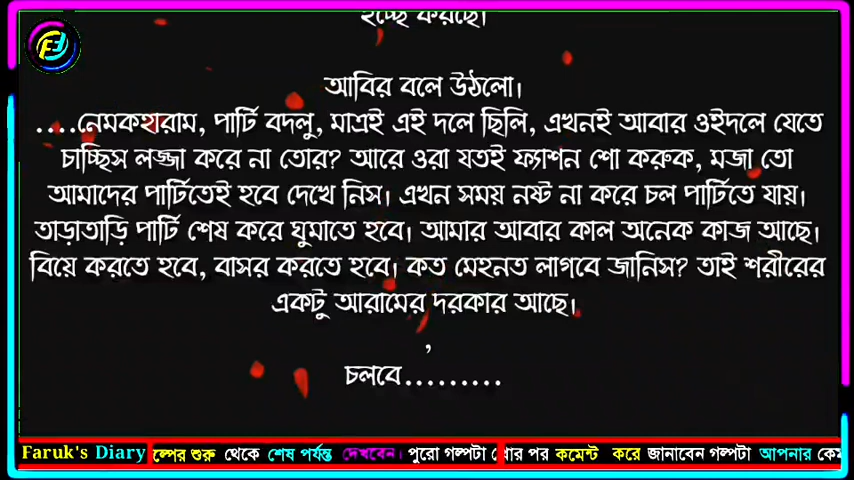 ইচ্ছে করছে।
আবির বলে উঠলো।
....নেমকহারাম, পার্টি বদলু, মাত্রই এই দলে ছিলি, এখনই আবার ওইদলে যেতে
চাচ্ছিস লজ্জা করে না তোর? আরে ওরা যতই ফ্যাশন শো করুক, মজা তো
আমাদের পার্টিতেই হবে দেখে নিস। এখন সময় নষ্ট না করে চল পার্টিতে যায়।
তাড়াতাড়ি পার্টি শেষ করে ঘুমাতে হবে। আমার আবার কাল অনেক কাজ আছে।
বিয়ে করতে হবে, বাসর করতে হবে। কত মেহনত লাগবে জানিস? তাই শরীরের
একটু আরামের দরকার আছে।
,
চলবে.........
Faruk's Diary ল্পের শুরু থেকে শেষ পর্যন্ত দেখবেন। পুরো গল্পটা শোনার পর কমেন্ট করে জানাবেন গল্পটা আপনার